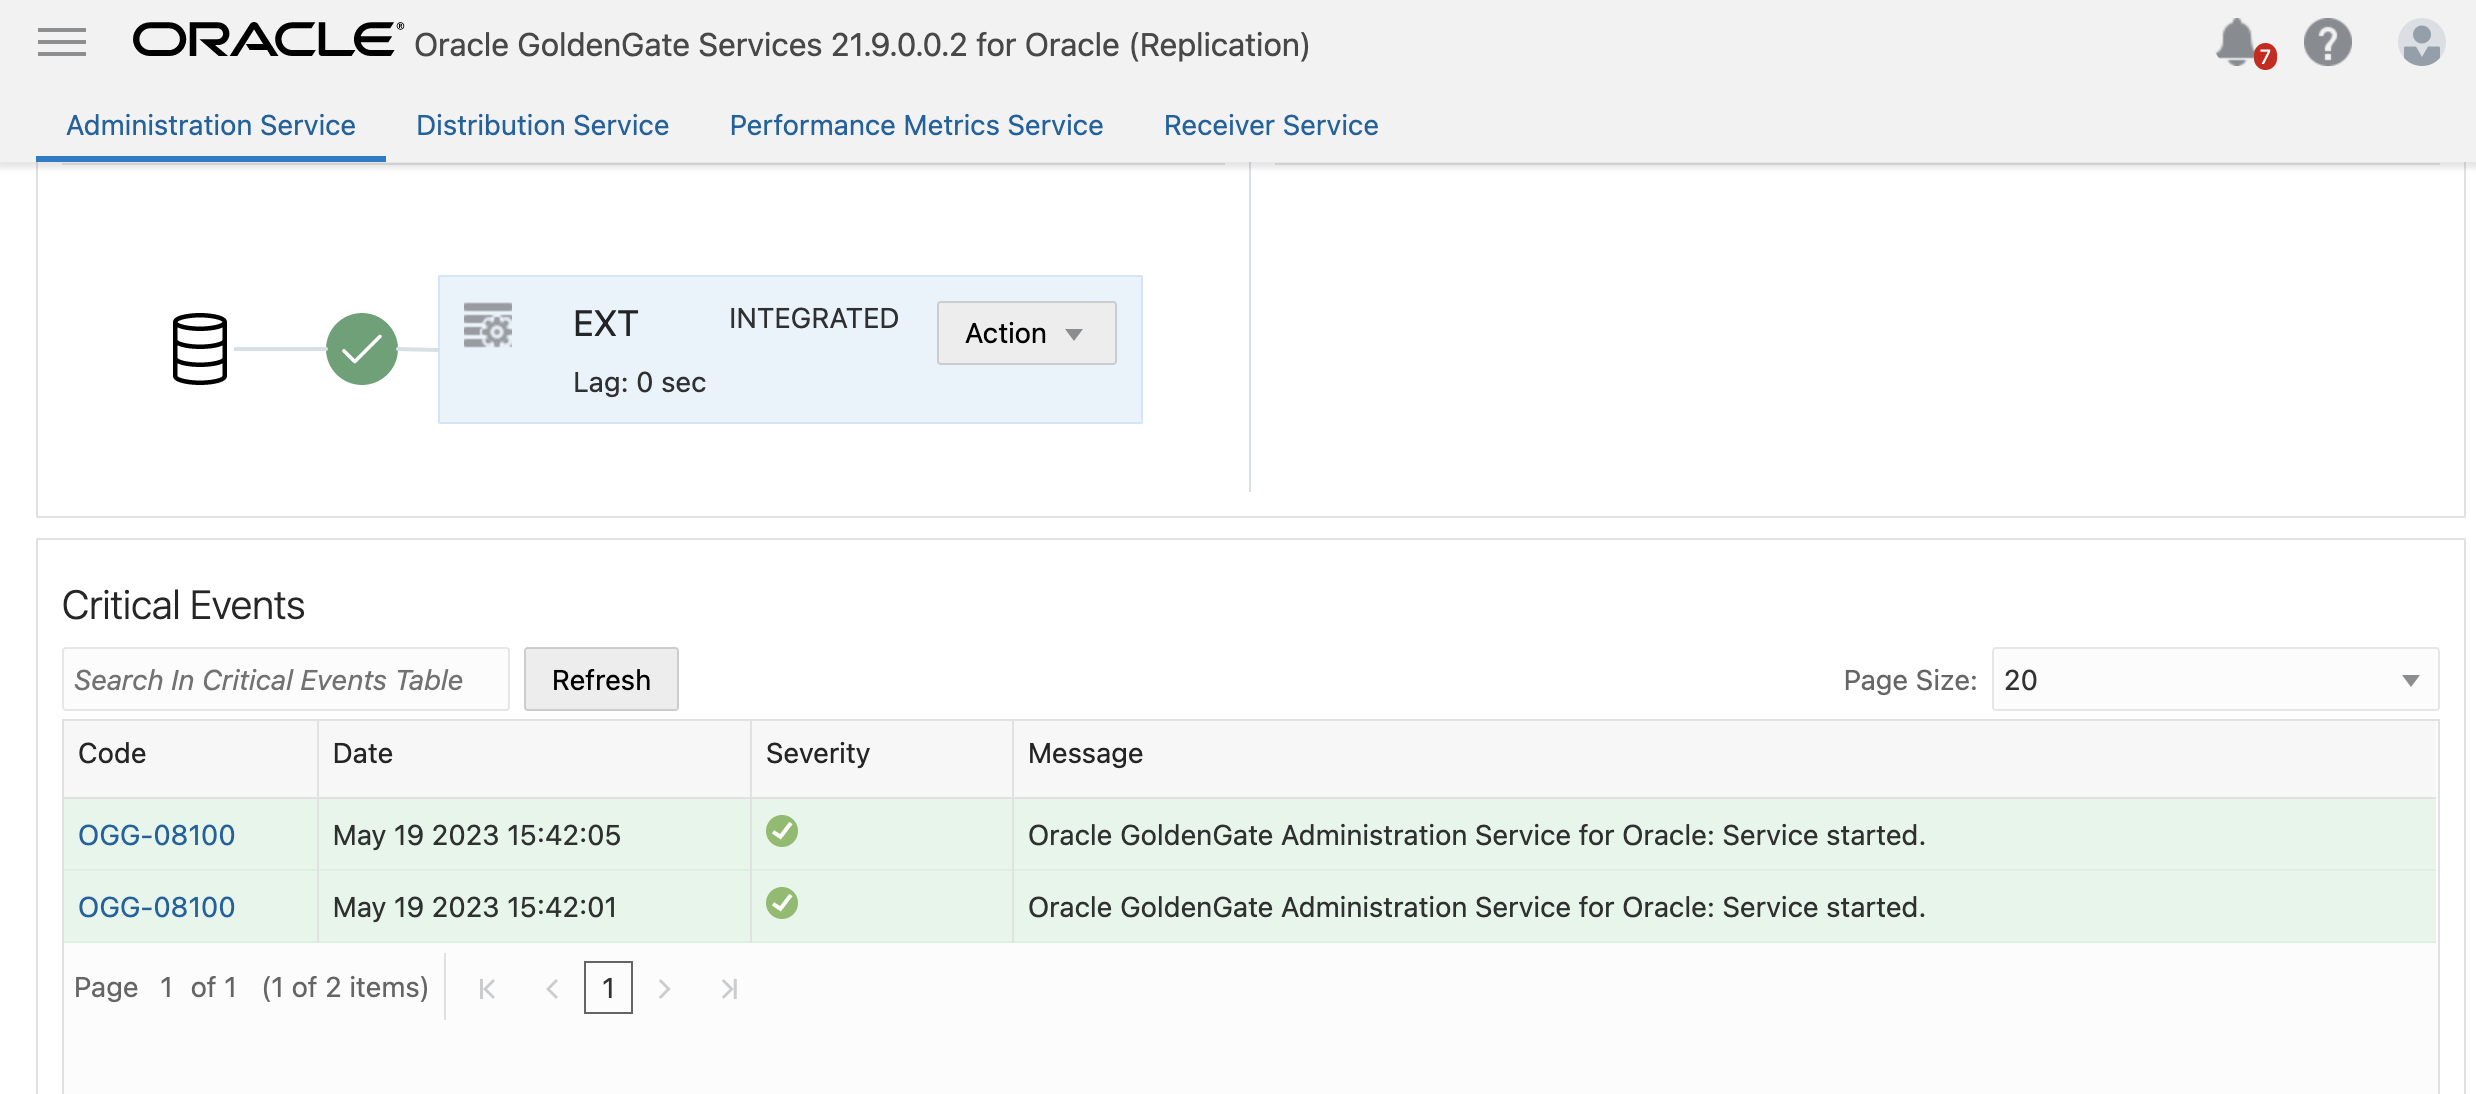 ORACLE® Oracle GoldenGate Services 21.9.0.0.2 for Oracle (Replication)
7
?
Administration Service Distribution Service Performance Metrics Service Receiver Service
EXT INTEGRATED Action
Lag: 0 sec
Critical Events
Search In Critical Events Table Refresh Page Size: 20
Code Date Severity Message
OGG-08100 May 19 2023 15:42:05 Oracle GoldenGate Administration Service for Oracle: Service started.
OGG-08100 May 19 2023 15:42:01 Oracle GoldenGate Administration Service for Oracle: Service started.
Page 1 of 1 (1 of 2 items) 1